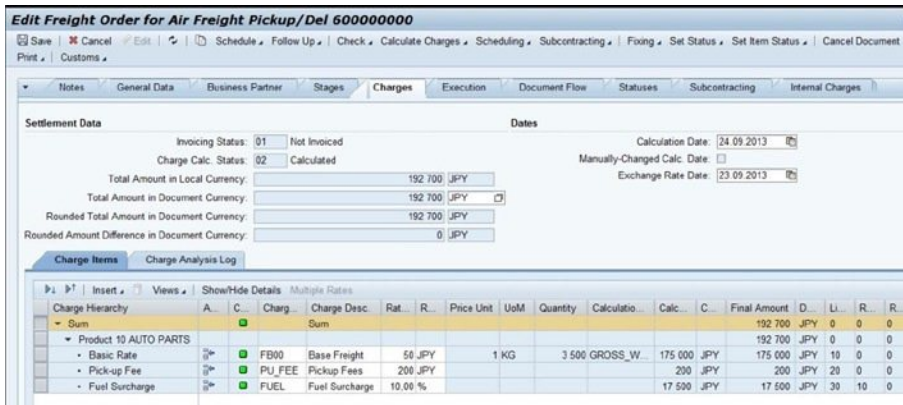 Edit Freight Order for Air Freight Pickup/Del 600000000
Save Cancel Edit Schedule Follow Up Check Calculate Charges Scheduling Subcontracting Fixing Set Status Set Item Status Cancel Document
Print Customs
Notes General Data Business Partner Stages Charges Execution Document Flow Statuses Subcontracting Internal Charges
Settlement Data Dates
Invoicing Status: 01 Not Invoiced Calculation Date: 24.09.2013
Charge Calc. Status: 02 Calculated Manually-Changed Calc. Date:
Total Amount in Local Currency: 192 700 JPY Exchange Rate Date: 23.09.2013
Total Amount in Document Currency: 192 700 JPY
Rounded Total Amount in Document Currency: 192 700 JPY
Rounded Amount Difference in Document Currency: 0 JPY
Charge Items Charge Analysis Log
Insert Views Show/Hide Details Multiple Rates
Charge Hierarchy A... C... Charg... Charge Desc. Rat... R... Price Unit UoM Quantity Calculatio... Calc... C... Final Amount D... Li... R... R...
Sum Sum 192 700 JPY 0 0 0
Product 10 AUTO PARTS 192 700 JPY 0 0 0
Basic Rate FB00 Base Freight 50 JPY 1 KG 3 500 GROSS_W... 175 000 JPY 175 000 JPY 10 0 0
Pick-up Fee PU_FEE Pickup Fees 200 JPY 200 JPY 200 JPY 20 0 0
Fuel Surcharge FUEL Fuel Surcharge 10,00 % 17 500 JPY 17 500 JPY 30 10 0